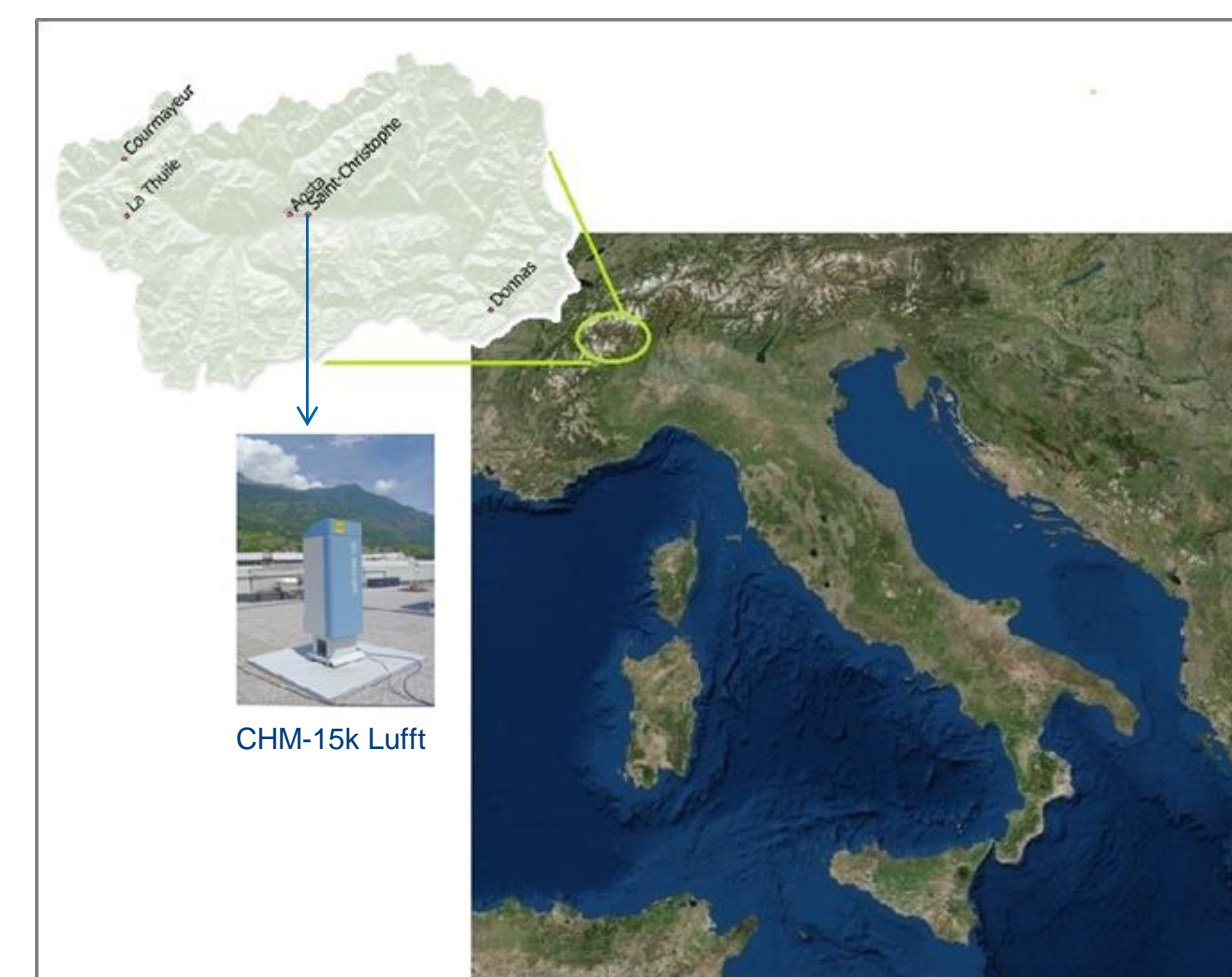 Courmayeur
La Thuile
Aosta
Saint-Christophe
Donnas
CHM-15k Lufft